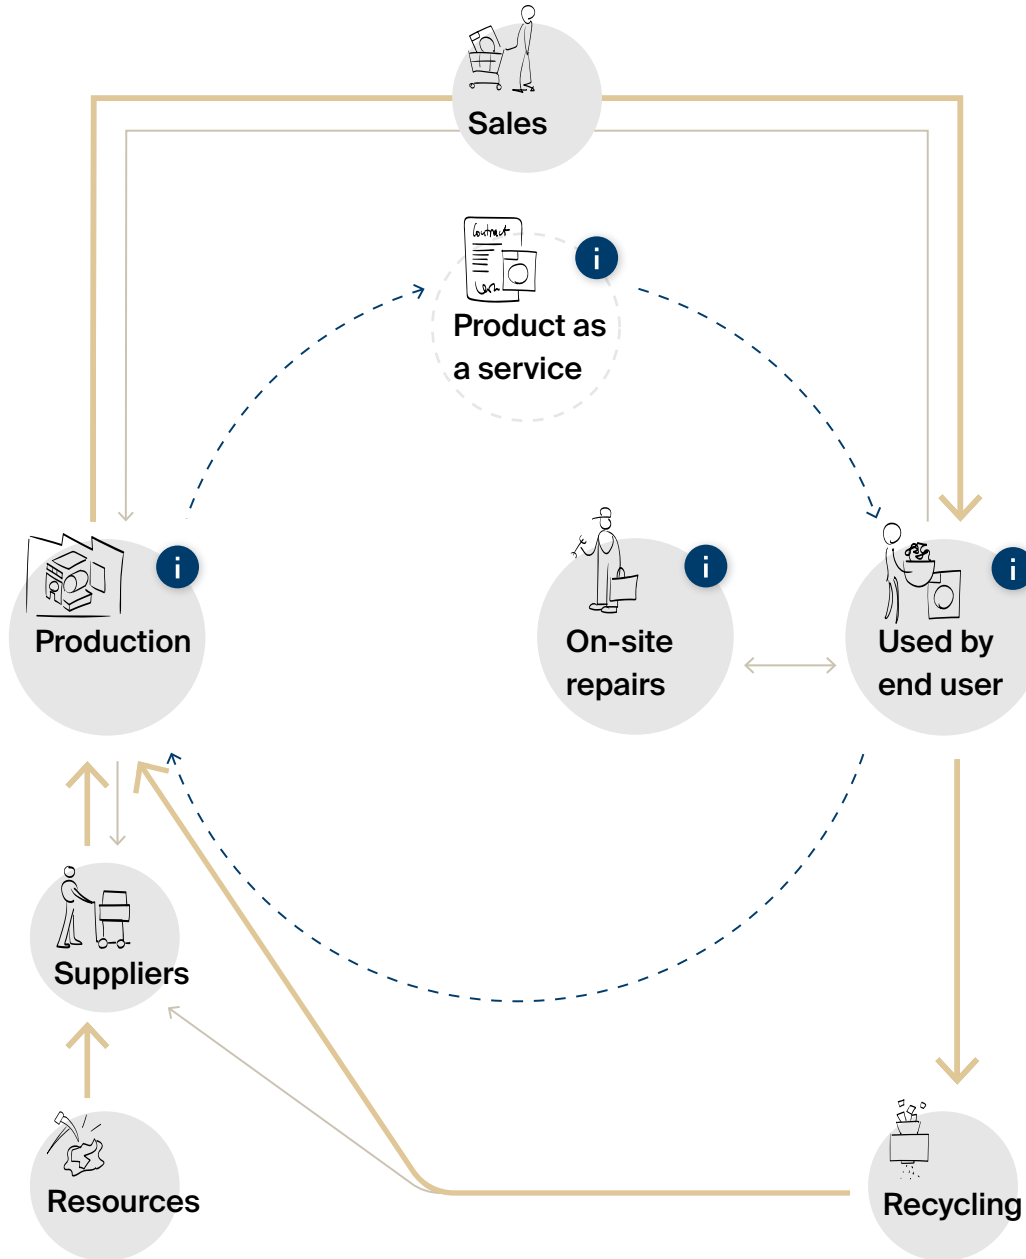 Sales
Contract
i
Product as
a service
i
Production
i
On-site
repairs
i
Used by
end user
Suppliers
Resources
Recycling